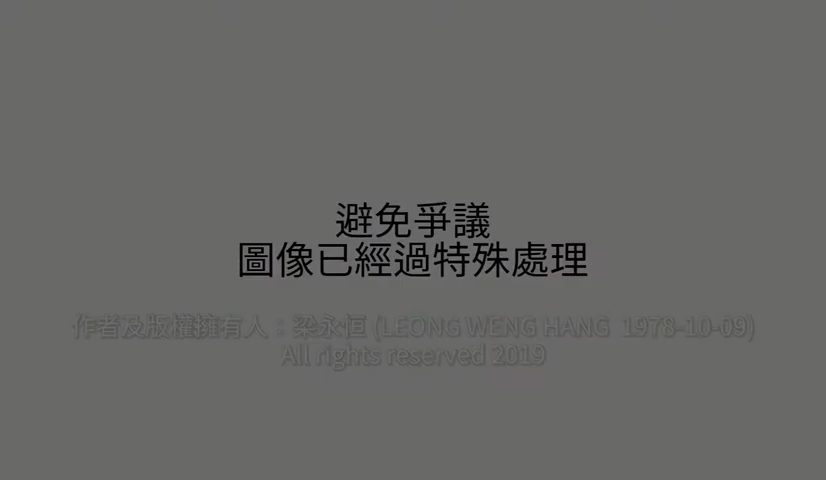 避免爭議
圖像已經過特殊處理
作者及版權擁有人：梁永恒 (LEONG WENG HANG  1978-10-09)
All rights reserved 2019